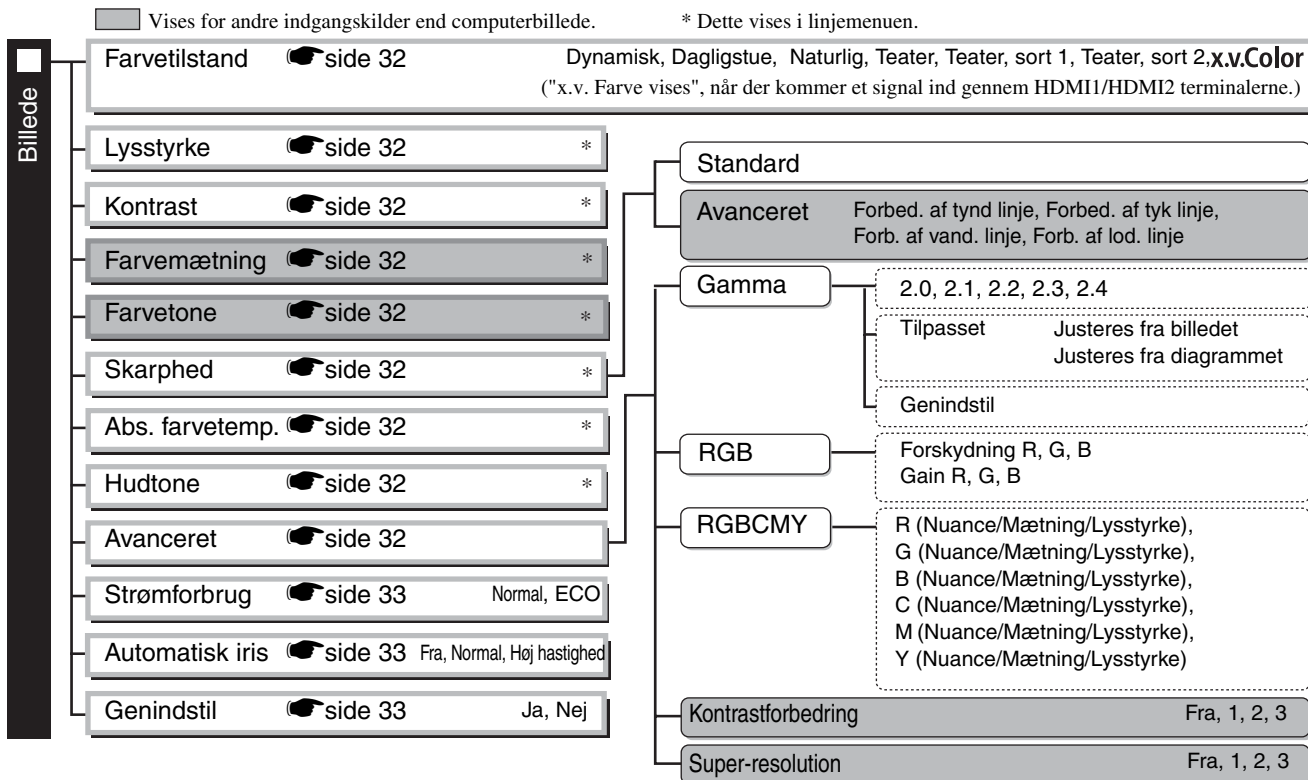 Vises for andre indgangskilder end computerbillede. * Dette vises i linjemenuen.
Billede
Farvetilstand side 32 Dynamisk, Dagligstue, Naturlig, Teater, Teater, sort 1, Teater, sort 2, x.v.Color
("x.v. Farve vises", når der kommer et signal ind gennem HDMI1/HDMI2 terminalerne.)
Lysstyrke side 32 *
Kontrast side 32 *
Farvemætning side 32 *
Farvetone side 32 *
Skarphed side 32 *
Abs. farvetemp. side 32 *
Hudtone side 32 *
Avanceret side 32
Strømforbrug side 33 Normal, ECO
Automatisk iris side 33 Fra, Normal, Høj hastighed
Genindstil side 33 Ja, Nej
Standard
Avanceret Forbed. af tynd linje, Forbed. af tyk linje,
Forb. af vand. linje, Forb. af lod. linje
Gamma 2.0, 2.1, 2.2, 2.3, 2.4
Tilpasset Justeres fra billedet
Justeres fra diagrammet
Genindstil
RGB Forskydning R, G, B
Gain R, G, B
RGBCMY R (Nuance/Mætning/Lysstyrke),
G (Nuance/Mætning/Lysstyrke),
B (Nuance/Mætning/Lysstyrke),
C (Nuance/Mætning/Lysstyrke),
M (Nuance/Mætning/Lysstyrke),
Y (Nuance/Mætning/Lysstyrke)
Kontrastforbedring Fra, 1, 2, 3
Super-resolution Fra, 1, 2, 3